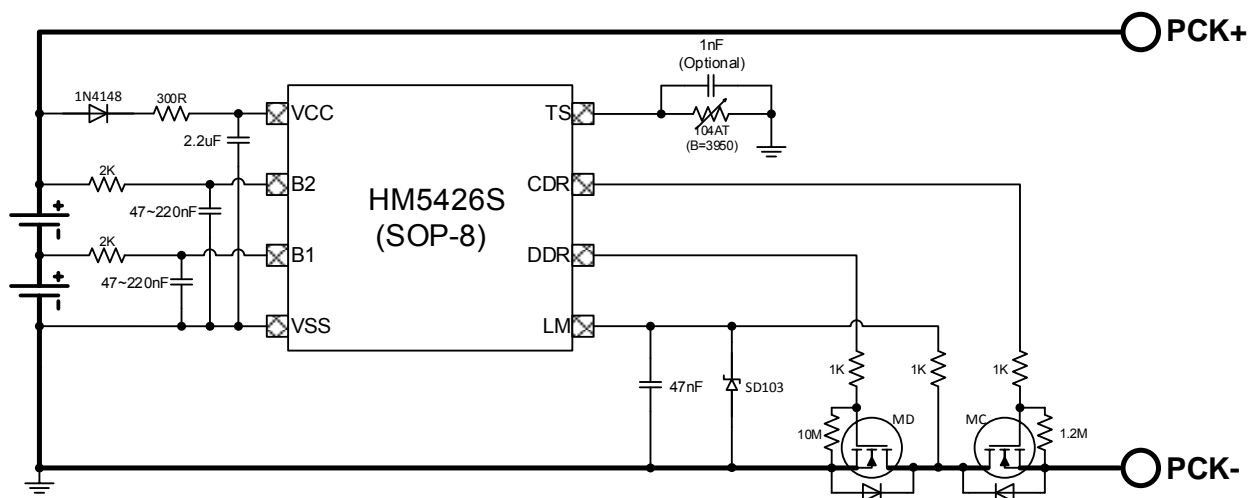 PCK+
1nF
(Optional)
1N4148
300R
VCC
TS
2.2uF
104AT
(B=3950)
2K
B2
CDR
HM5426S
(SOP-8)
47~220nF
+
2K
B1
DDR
47~220nF
+
VSS
LM
47nF
SD103
1K
1K
1K
10M
MD
MC
1.2M
PCK-